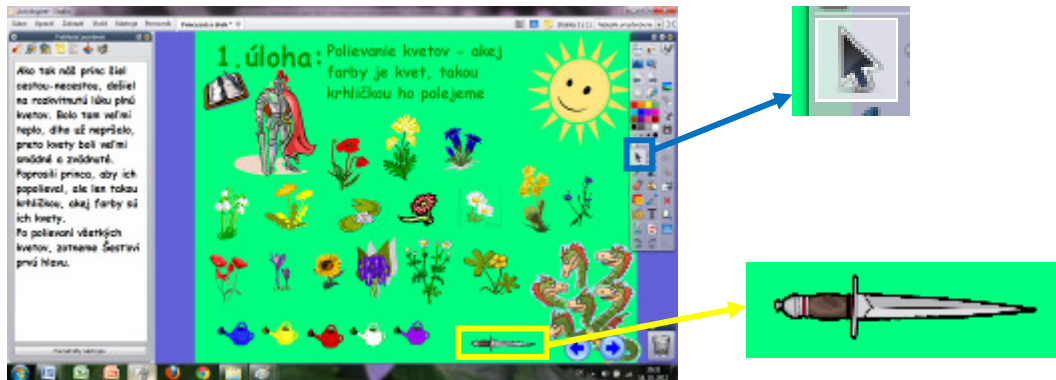 1.úloha:
Polievanie kvetov - akej
farby je kvet, takou
krhličkou ho polejeme
Ako tak náš princ šiel
cestou-necestou, došiel
na rozkvitnutú lúku plnú
kvetov. Bolo tam veľmi
teplo, dlho už nepršalo,
preto kvety boli veľmi
smädné a zvädnuté.
Poprosili princa, aby ich
popolieval, ale len takou
krhličkou, akej farby sú
ich kvety.
Po polievaní všetkých
kvetov, zotneme Šesťovi
prvú hlavu.